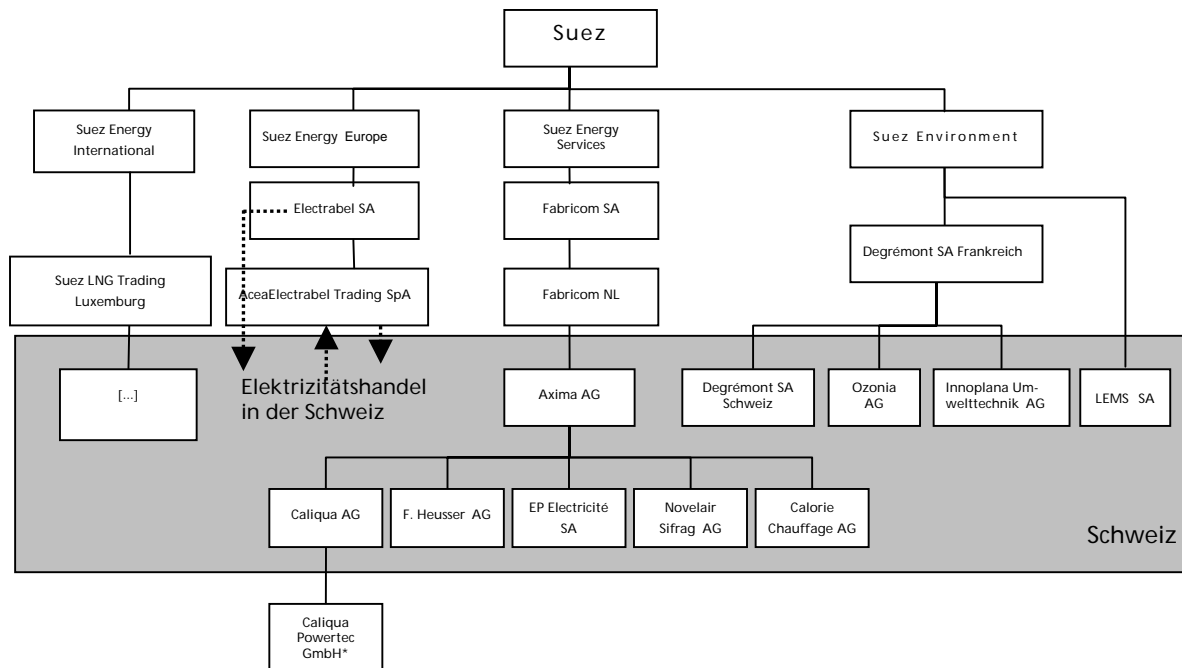 Suez
Suez Energy
International
Suez Energy Europe
Suez Energy
Services
Suez Environment
Electrabel SA
Fabricom SA
Degrémont SA Frankreich
Suez LNG Trading
Luxemburg
AceaElectrabel Trading SpA
Fabricom NL
[...]
Elektrizitätshandel
in der Schweiz
Axima AG
Degrémont SA
Schweiz
Ozonia
AG
Innoplana Um-
welttechnik AG
LEMS SA
Caliqua AG
F. Heusser AG
EP Electricité
SA
Novelair
Sifrag AG
Calorie
Chauffage AG
Schweiz
Caliqua
Powertec
GmbH*